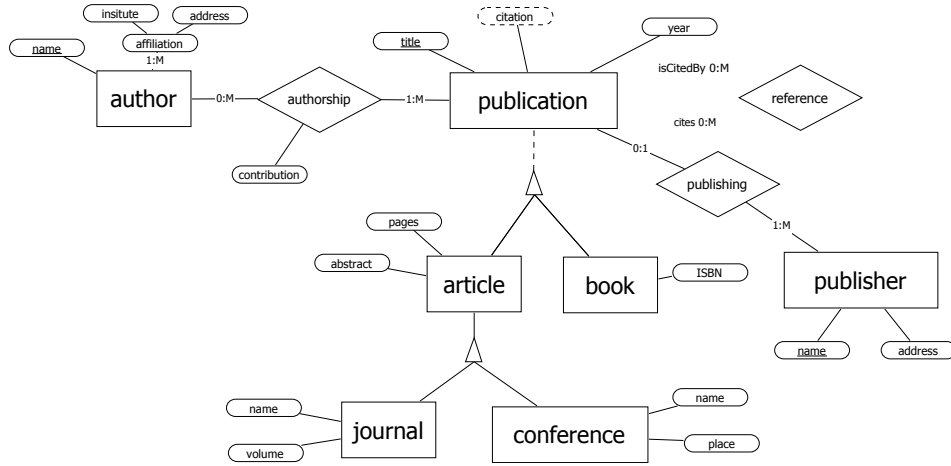 insitute
address
citation
affiliation
name
1:M
title
year
isCitedBy 0:M
author
0:M
authorship
1:M
publication
reference
cites 0:M
0:1
contribution
publishing
pages
1:M
abstract
article
book
ISBN
publisher
name
address
name
name
journal
conference
volume
place